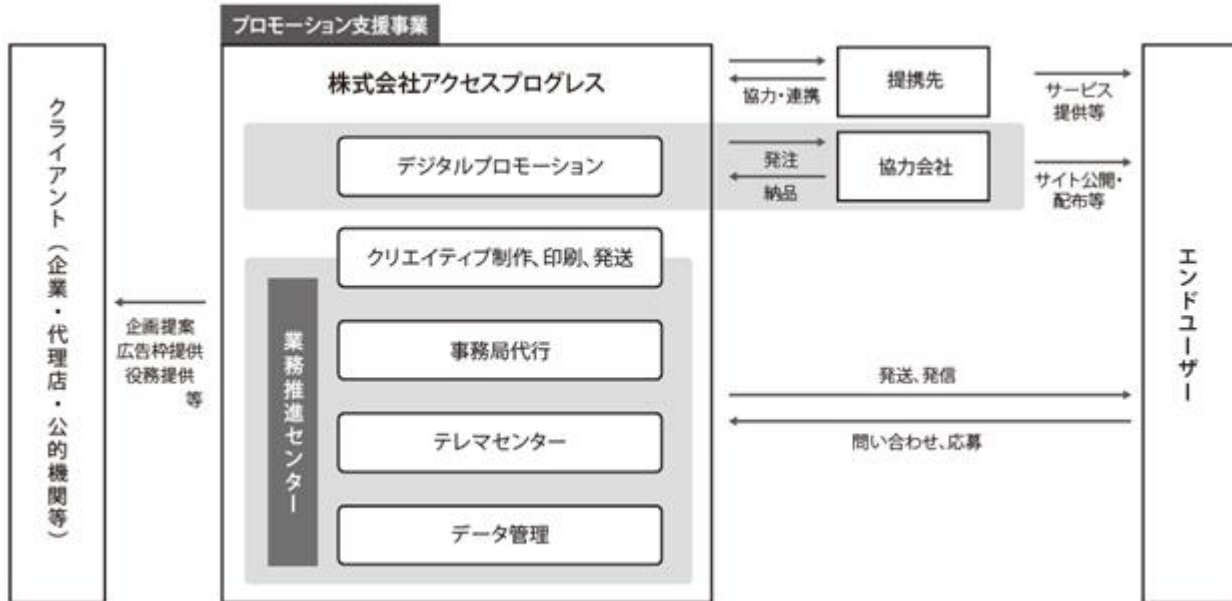 プロモーション支援事業
株式会社アクセスプログレス
クライアント（企業・代理店・公的機関等）
企画提案
広告枠提供
役務提供
等
デジタルプロモーション
クリエイティブ制作、印刷、発送
業務推進センター
事務局代行
テレマセンター
データ管理
協力・連携
提携先
サービス
提供等
発注
納品
協力会社
サイト公開・
配布等
発送、発信
問い合わせ、応募
エンドユーザー